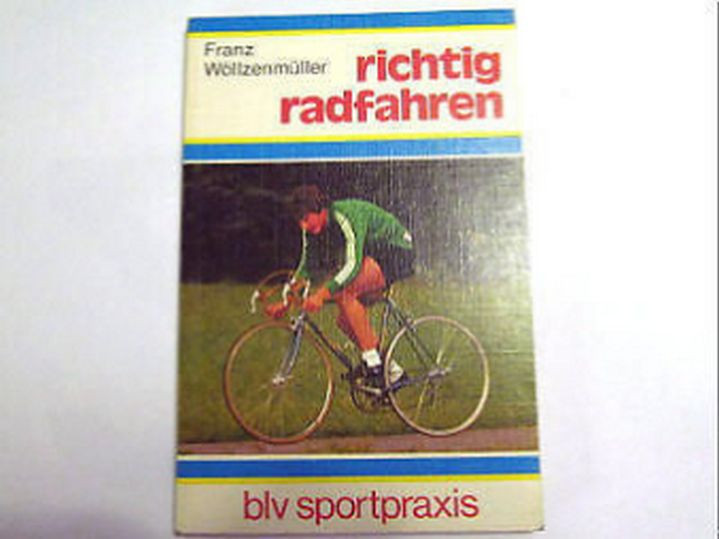 Franz
Wöllzenmüller
richtig
radfahren
blv sportpraxis